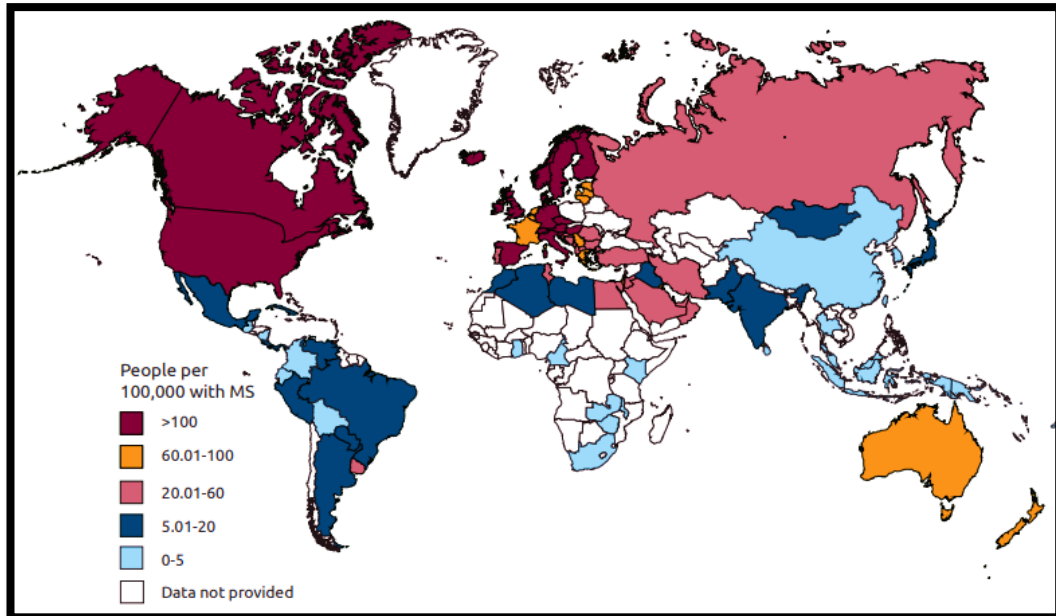 People per
100,000 with MS
>100
60.01-100
20.01-60
5.01-20
0-5
Data not provided